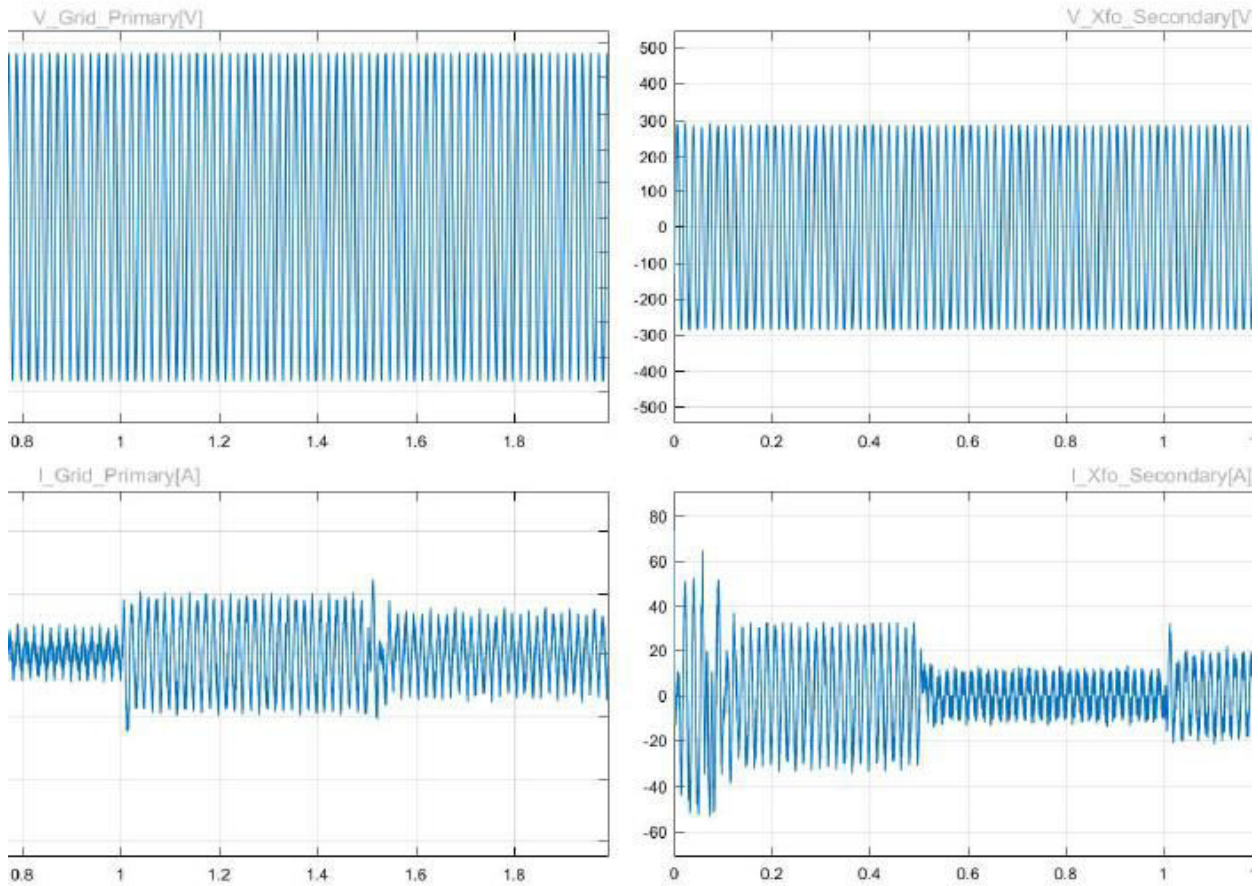 V_Grid_Primary[V]
V_Xfo_Secondary[V
500
400
300
200
100
0
-100
-200
-300
-400
-500
0.8 1 1.2 1.4 1.6 1.8
0 0.2 0.4 0.6 0.8 1
I_Grid_Primary[A]
I_Xfo_Secondary[A]
80
60
40
20
0
-20
-40
-60
0.8 1 1.2 1.4 1.6 1.8
0 0.2 0.4 0.6 0.8 1